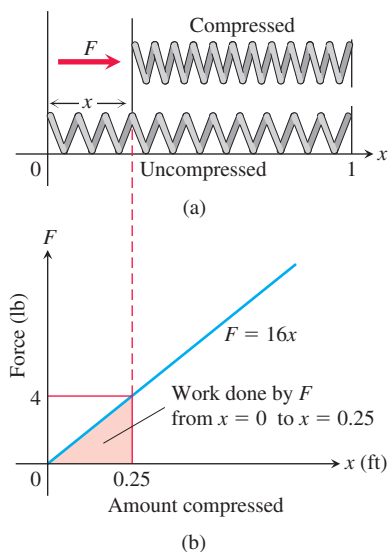 Compressed
F
x
0
Uncompressed
1
x
(a)
F
Force (lb)
F = 16x
4
Work done by F
from x = 0 to x = 0.25
0
0.25
x (ft)
Amount compressed
(b)